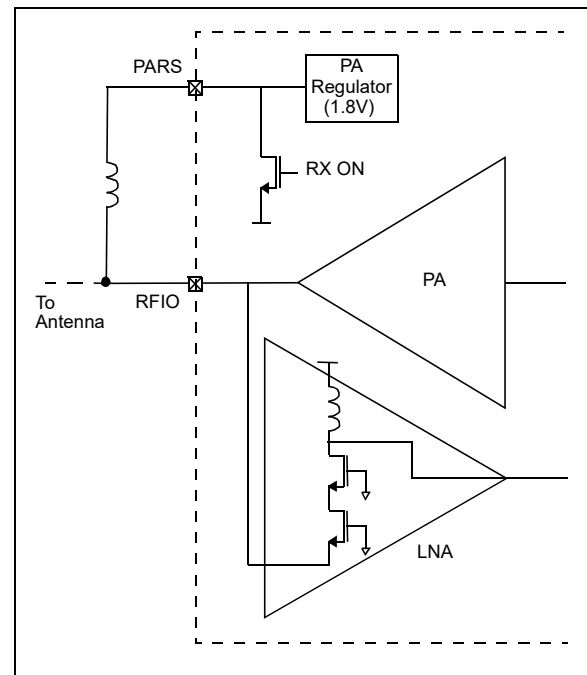 PARS
PA
Regulator
(1.8V)
RX ON
PA
To
Antenna
RFIO
LNA